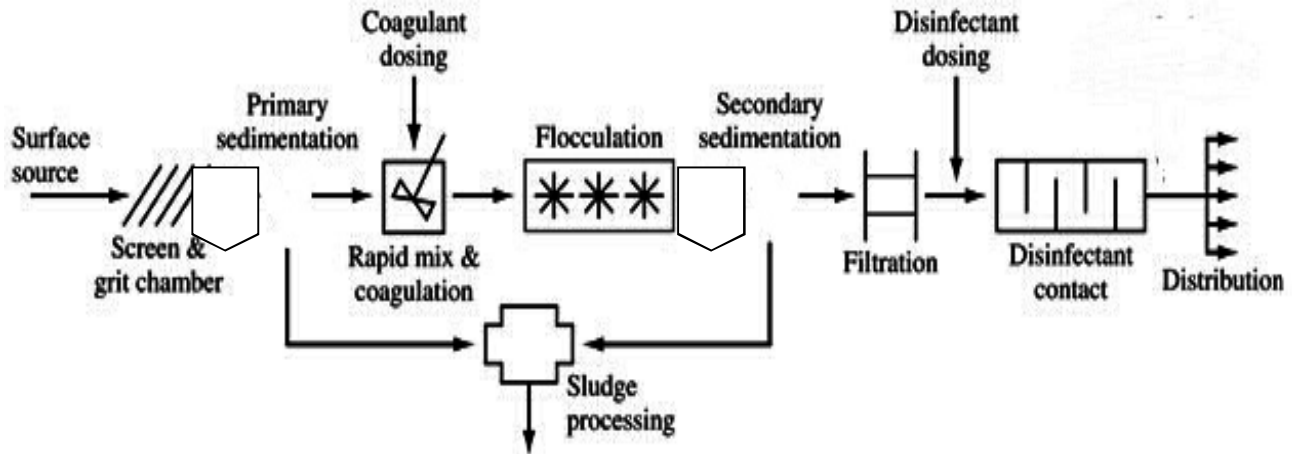 Coagulant
dosing
Disinfectant
dosing
Primary
sedimentation
Secondary
sedimentation
Surface
source
Flocculation
Screen &
grit chamber
Rapid mix &
coagulation
Filtration
Disinfectant
contact
Distribution
Sludge
processing